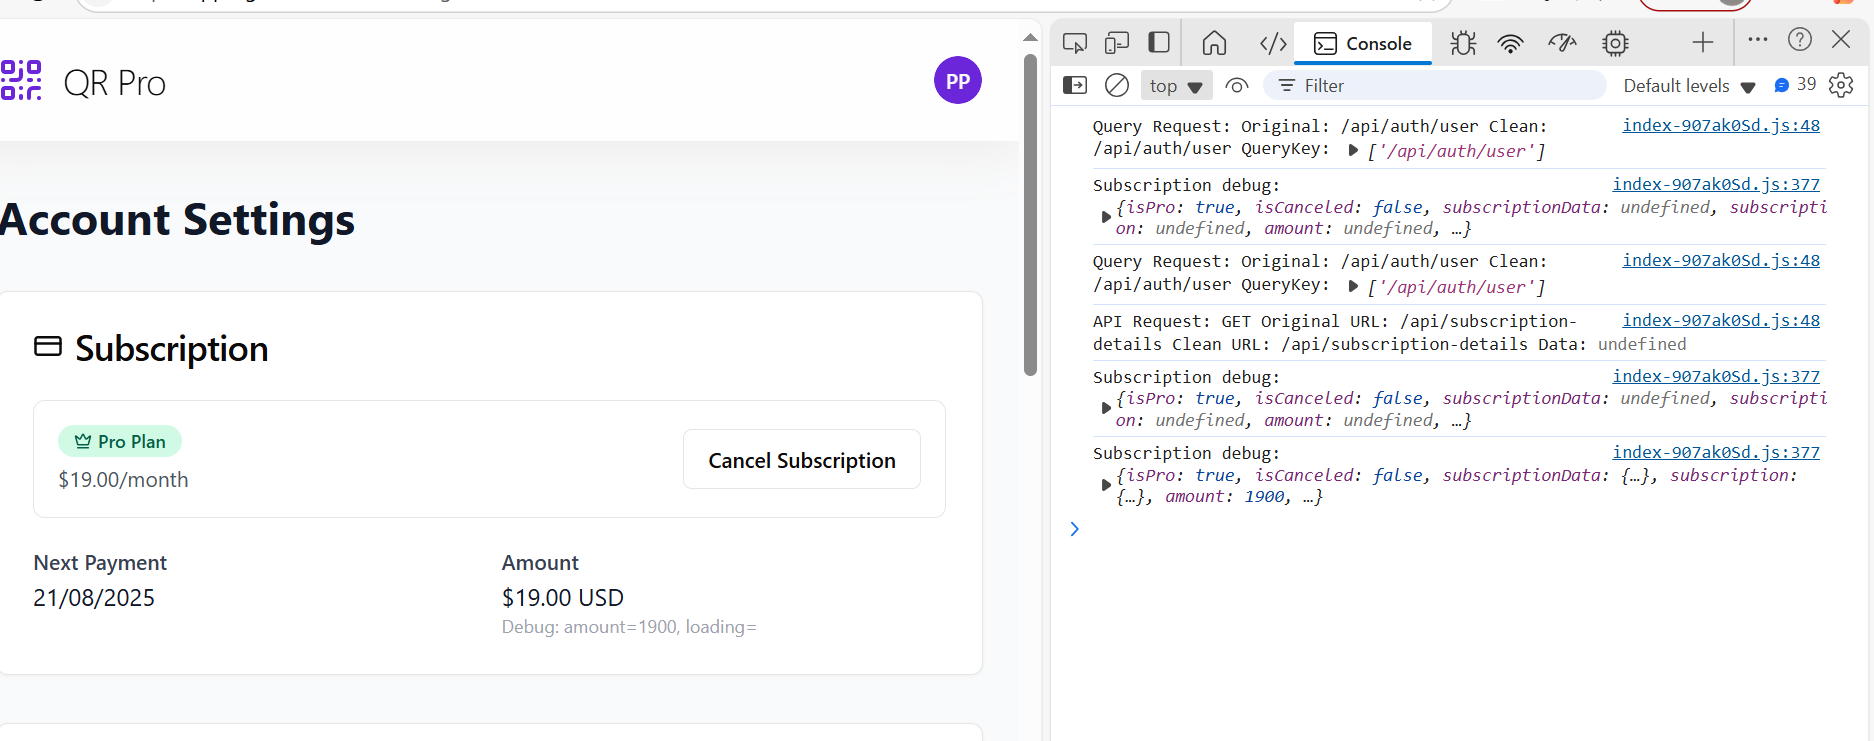 QR Pro
PP
Account Settings
Subscription
Pro Plan
$19.00/month
Cancel Subscription
Next Payment
21/08/2025
Amount
$19.00 USD
Debug: amount=1900, loading=
Console
top
Filter
Default levels
39
Query Request: Original: /api/auth/user Clean: index-907ak0Sd.js:48
/api/auth/user QueryKey: ['/api/auth/user']
Subscription debug: index-907ak0Sd.js:377
{isPro: true, isCanceled: false, subscriptionData: undefined, subscripti
on: undefined, amount: undefined, …}
Query Request: Original: /api/auth/user Clean: index-907ak0Sd.js:48
/api/auth/user QueryKey: ['/api/auth/user']
API Request: GET Original URL: /api/subscription- index-907ak0Sd.js:48
details Clean URL: /api/subscription-details Data: undefined
Subscription debug: index-907ak0Sd.js:377
{isPro: true, isCanceled: false, subscriptionData: undefined, subscripti
on: undefined, amount: undefined, …}
Subscription debug: index-907ak0Sd.js:377
{isPro: true, isCanceled: false, subscriptionData: {…}, subscription:
{…}, amount: 1900, …}